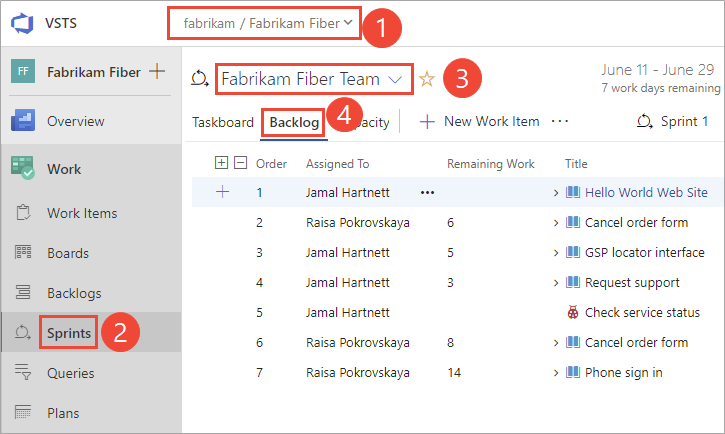 VSTS
fabrikam / Fabrikam Fiber
1
FF Fabrikam Fiber
Fabrikam Fiber Team
3
June 11 - June 29
7 work days remaining
Overview
Taskboard Backlog 4 pacity New Work Item ... Sprint 1
Work
Order Assigned To Remaining Work Title
1 Jamal Hartnett ... Hello World Web Site
Work Items
2 Raisa Pokrovskaya 6 Cancel order form
Boards
3 Jamal Hartnett 5 GSP locator interface
Backlogs
4 Jamal Hartnett 3 Request support
Sprints 2
5 Jamal Hartnett Check service status
6 Raisa Pokrovskaya 8 Cancel order form
Queries
7 Raisa Pokrovskaya 14 Phone sign in
Plans